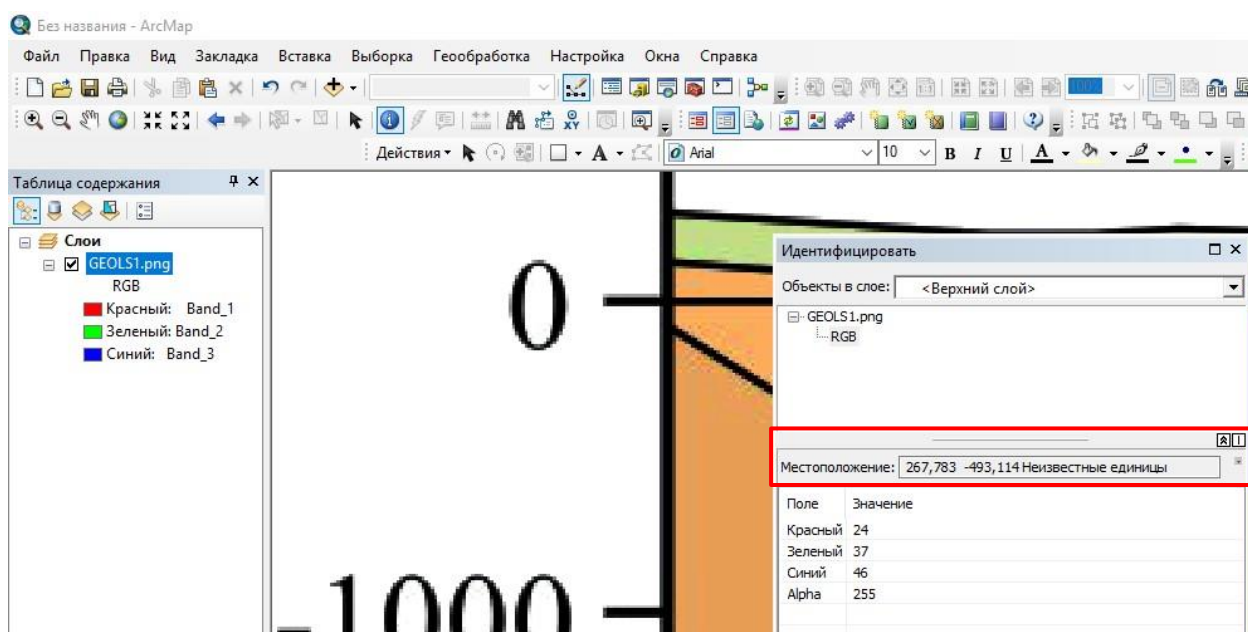 Без названия - ArcMap
Файл Правка Вид Закладка Вставка Выборка Геообработка Настройка Окна Справка
100%
Действия Arial 10 B I U A
Таблица содержания
Слои
GEOLS1.png
RGB
Красный: Band_1
Зеленый: Band_2
Синий: Band_3
0
-1000
Идентифицировать
Объекты в слое: <Верхний слой>
GEOLS1.png
RGB
Местоположение: 267,783 -493,114 Неизвестные единицы
Поле Значение
Красный 24
Зеленый 37
Синий 46
Alpha 255